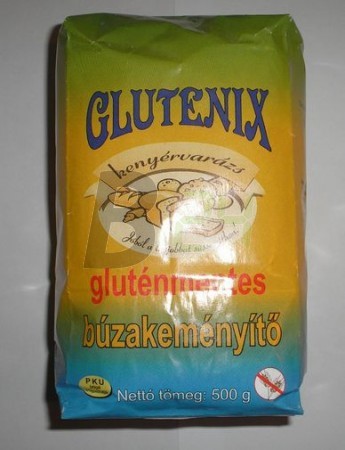 GLUTENIX
kenyérvarázs
gluténmentes
búzakeményítő
PKU
Nettó tömeg: 500 g